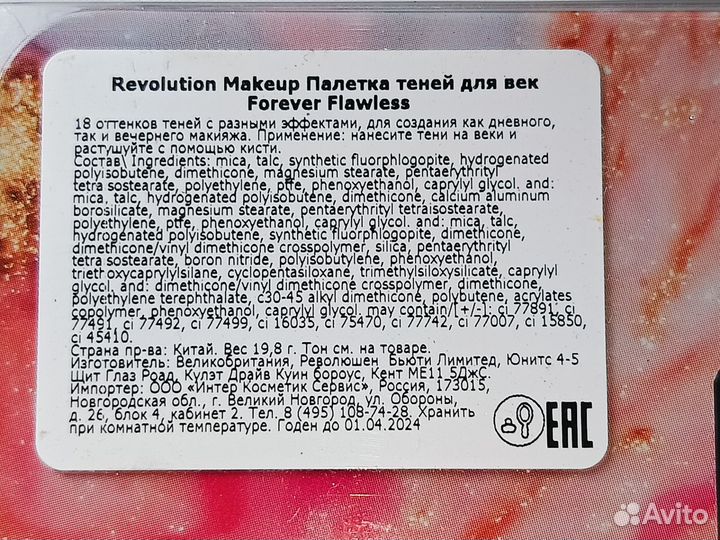 Revolution Makeup Палетка теней для век
Forever Flawless
18 оттенков теней с разными эффектами, для создания как дневного,
так и вечернего макияжа. Применение: нанесите тени на веки и
растушуйте с помощью кисти.
Состав\ Ingredients: mica, talc, synthetic fluorphlogopite, hydrogenated
polyisobutene, dimethicone, magnesium stearate, pentaerythrityl
tetra sostearate, polyethylene, ptfe, phenoxyethanol, caprylyl glycol. and:
mica, talc, hydrogenated polyisobutene, dimethicone, calcium aluminum
borosilicate, magnesium stearate, pentaerythrityl tetraisostearate,
polyethylene, ptfe, phenoxyethanol, caprylyl glycol. and: mica, talc,
hydrogenated polyisobutene, synthetic fluorphlogopite, dimethicone,
dimethicone/vinyl dimethicone crosspolymer, silica, pentaerythrityl
tetra sostearate, boron nitride, polyisobutylene, phenoxyethanol,
trieth oxycaprylylsilane, cyclopentasiloxane, trimethylsiloxysilicate, caprylyl
glycol. and: dimethicone/vinyl dimethicone crosspolymer, dimethicone,
polyethylene terephthalate, c30-45 alkyl dimethicone, polybutene, acrylates
copolymer, phenoxyethanol, caprylyl glycol. may contain/[+/-]: ci 77891, ci
77491, ci 77492, ci 77499, ci 16035, ci 75470, ci 77742, ci 77007, ci 15850,
ci 45410.
Страна пр-ва: Китай. Вес 19,8 г. Тон см. на товаре.
Изготовитель: Великобритания, Революшен Бьюти Лимитед, Юнитс 4-5
Щит Глаз Роад, Кулэт Драйв Куин бороус, Кент МЕ11 5ДжС.
Импортер: ООО «Интер Косметик Сервис», Россия, 173015,
Новгородская обл., г. Великий Новгород, ул. Обороны,
д. 26, блок 4, кабинет 2. Тел. 8 (495) 108-74-28. Хранить
при комнатной температуре. Годен до 01.04.2024
EAC
Avito